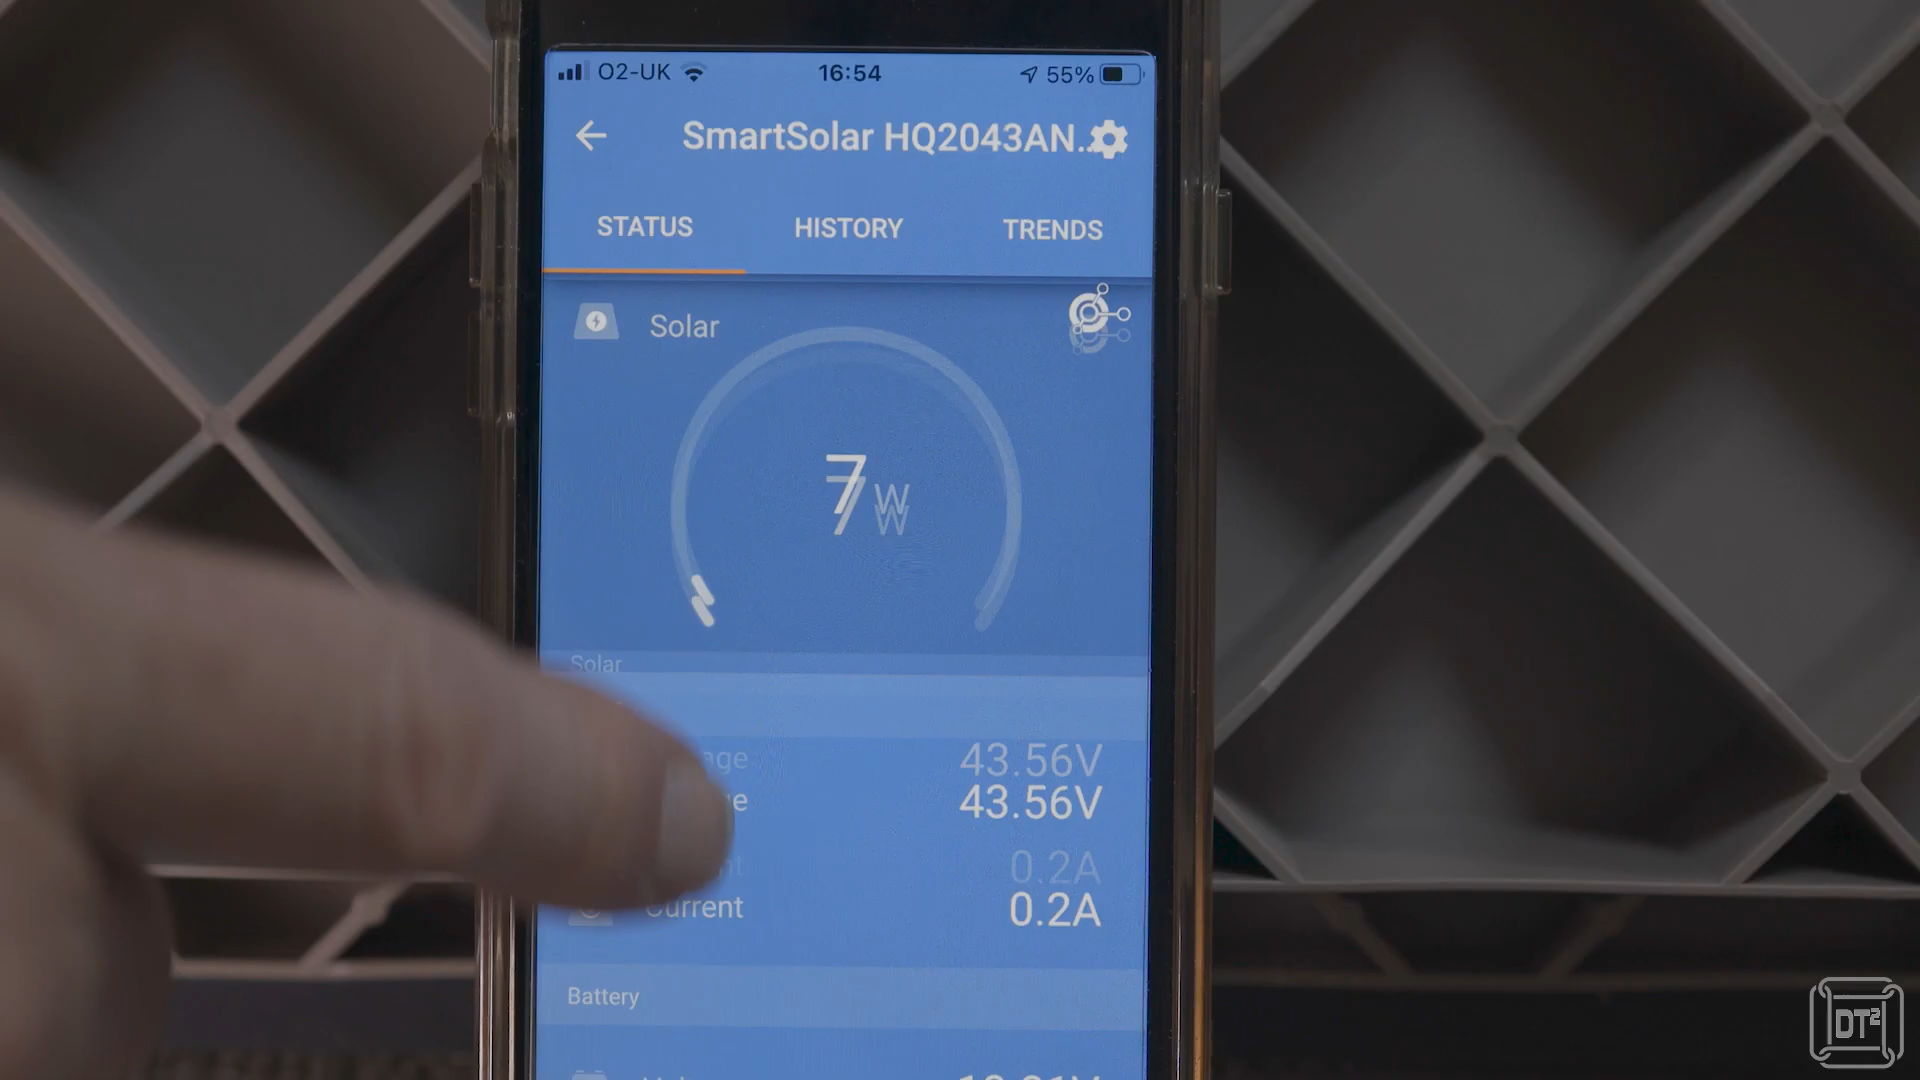 O2-UK 16:54 55%
SmartSolar HQ2043AN...
STATUS HISTORY TRENDS
Solar
7W
Solar
43.56V
43.56V
0.2A
Current 0.2A
Battery
DT2